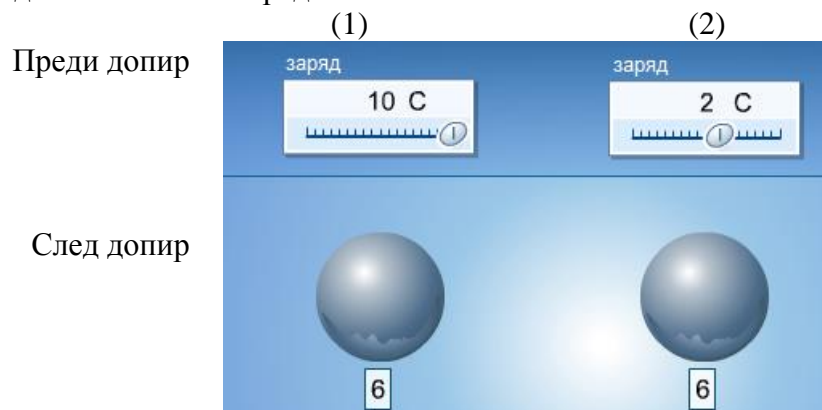 (1) (2)
Преди допир
заряд заряд
10 C 2 C
След допир
6 6